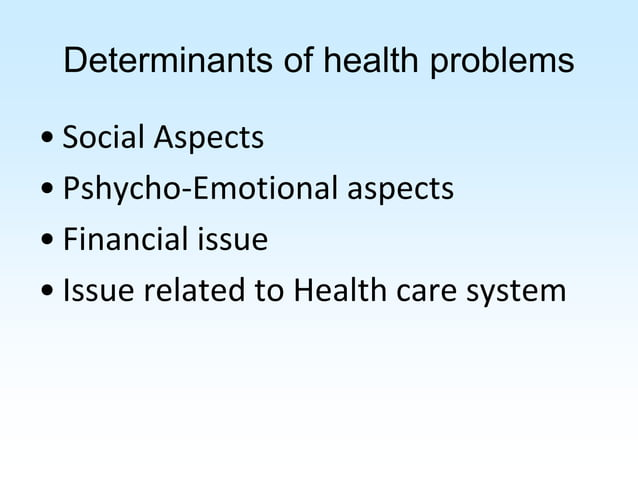 Determinants of health problems
• Social Aspects
• Pshycho-Emotional aspects
• Financial issue
• Issue related to Health care system